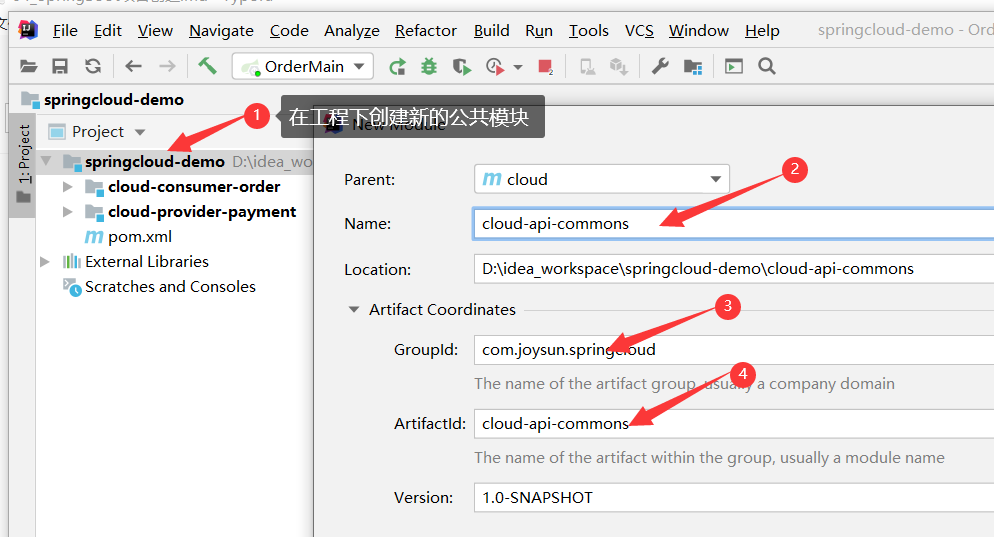 File Edit View Navigate Code Analyze Refactor Build Run Tools VCS Window Help springcloud-demo - Ord
OrderMain
springcloud-demo
1 在工程下创建新的公共模块
New Module
1: Project
Project
springcloud-demo D:\idea_wo
cloud-consumer-order
cloud-provider-payment
pom.xml
External Libraries
Scratches and Consoles
Parent: cloud
2
Name: cloud-api-commons
Location: D:\idea_workspace\springcloud-demo\cloud-api-commons
Artifact Coordinates
3
GroupId: com.joysun.springcloud
The name of the artifact group, usually a company domain
4
ArtifactId: cloud-api-commons
The name of the artifact within the group, usually a module name
Version: 1.0-SNAPSHOT